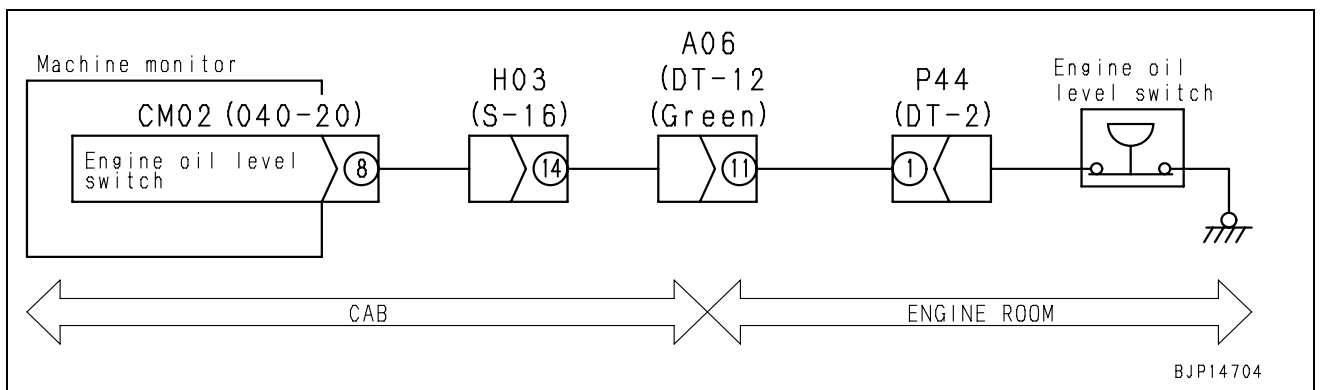 Machine monitor
CM02 (040-20)
Engine oil level
switch
8
H03
(S-16)
14
A06
(DT-12
(Green)
11
P44
(DT-2)
1
Engine oil
level switch
CAB
ENGINE ROOM
BJP14704